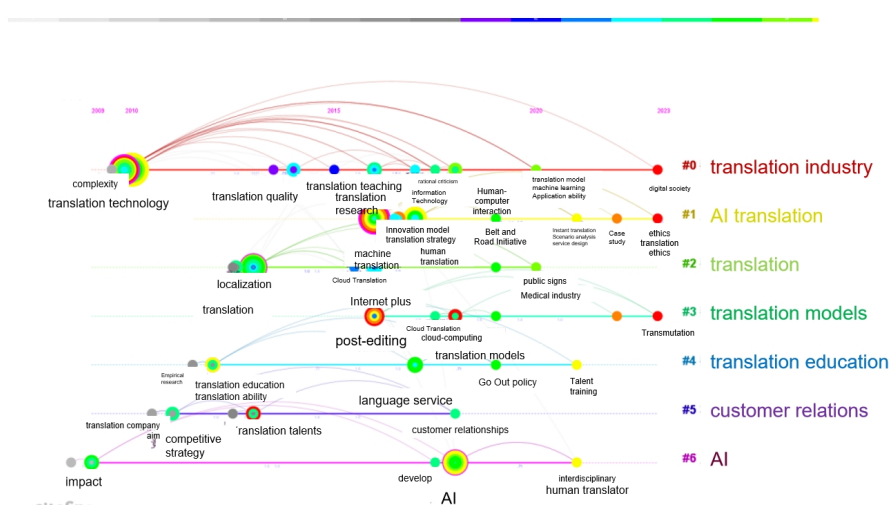 2009 2010 2015 2020 2023
#0 translation industry
complexity
translation technology
translation quality
translation teaching
translation
research
rational criticism
information
Technology
Human-
computer
interaction
translation model
machine learning
Application ability
digital society
#1 AI translation
Innovation model
translation strategy
human
translation
Belt and
Road Initiative
Instant translation
Scenario analysis
service design
Case
study
ethics
translation
ethics
#2 translation
localization
translation
machine
translation
Cloud Translation
public signs
Medical industry
#3 translation models
Internet plus
post-editing
Cloud Translation
cloud-computing
Transmutation
#4 translation education
Empirical
research
translation education
translation ability
translation models
Go Out policy
Talent
training
#5 customer relations
translation company
aim
competitive
strategy
translation talents
language service
customer relationships
#6 AI
impact
develop
AI
interdisciplinary
human translator